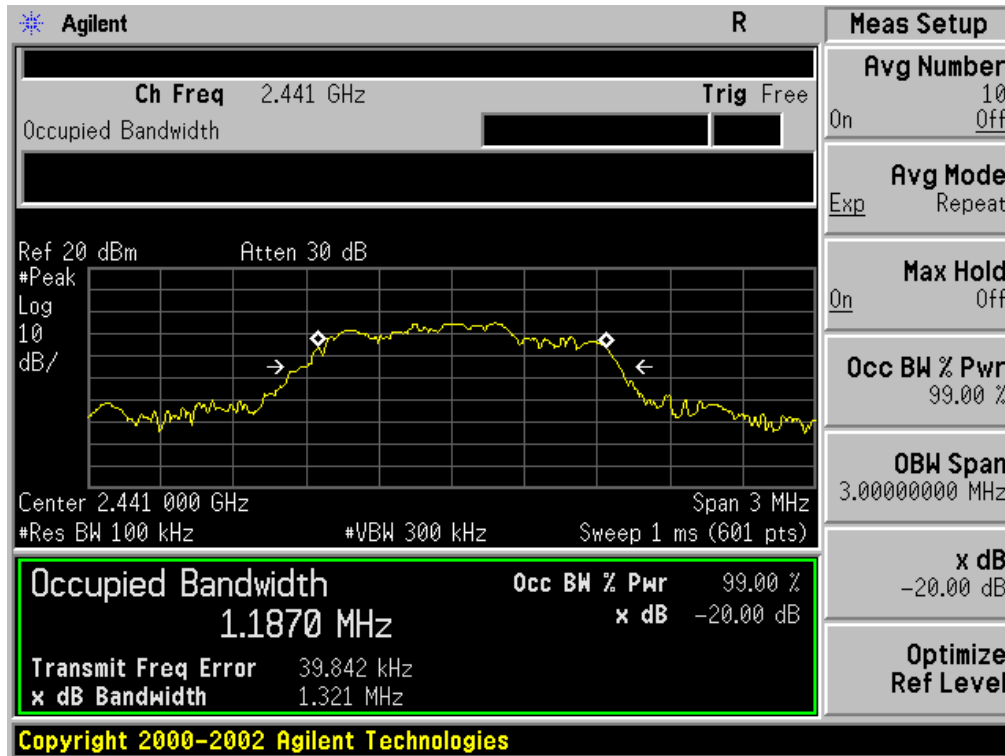 Agilent R Meas Setup
Ch Freq 2.441 GHz Trig Free
Occupied Bandwidth
Ref 20 dBm Atten 30 dB
#Peak
Log
10
dB/
Center 2.441 000 GHz Span 3 MHz
#Res BW 100 kHz #VBW 300 kHz Sweep 1 ms (601 pts)
Occupied Bandwidth Occ BW % Pwr 99.00 %
1.1870 MHz x dB -20.00 dB
Transmit Freq Error 39.842 kHz
x dB Bandwidth 1.321 MHz
Copyright 2000-2002 Agilent Technologies
Avg Number
10
On Off
Avg Mode
Exp Repeat
Max Hold
On Off
Occ BW % Pwr
99.00 %
OBW Span
3.00000000 MHz
x dB
-20.00 dB
Optimize
Ref Level